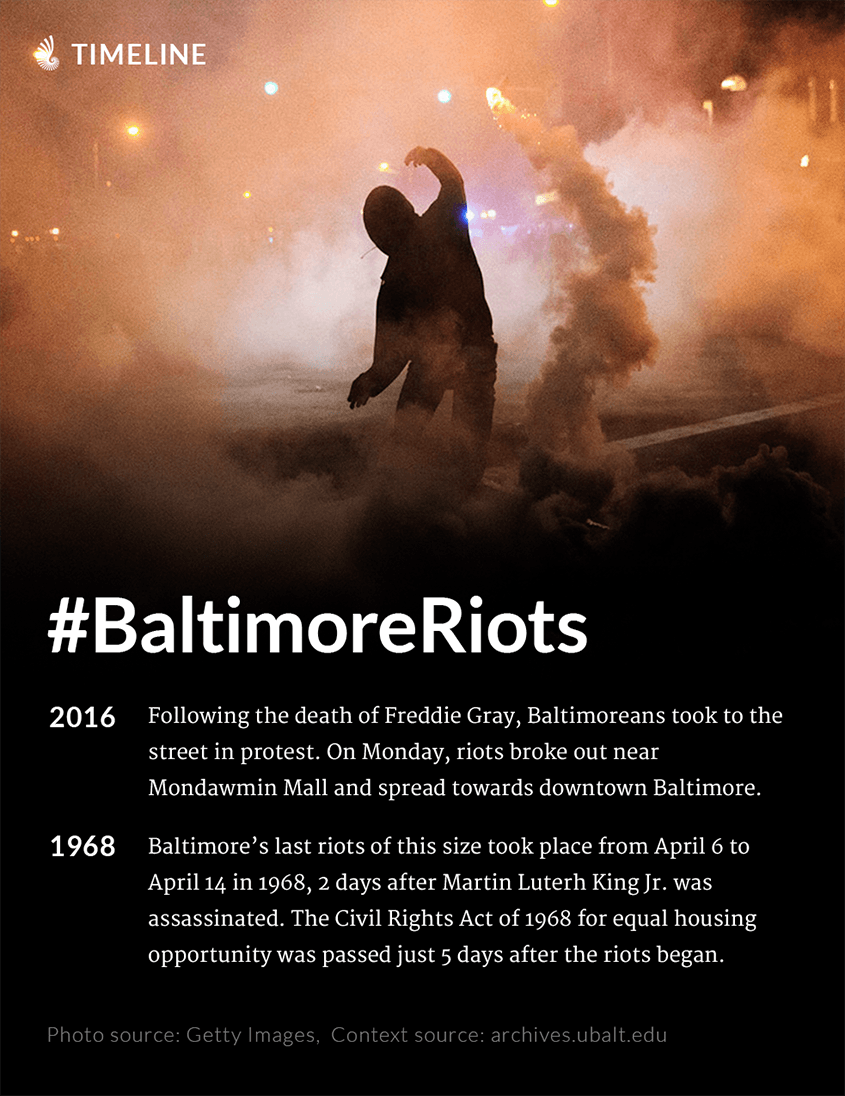 TIMELINE
#BaltimoreRiots
2016
Following the death of Freddie Gray, Baltimoreans took to the
street in protest. On Monday, riots broke out near
Mondawmin Mall and spread towards downtown Baltimore.
1968
Baltimore’s last riots of this size took place from April 6 to
April 14 in 1968, 2 days after Martin Luterh King Jr. was
assassinated. The Civil Rights Act of 1968 for equal housing
opportunity was passed just 5 days after the riots began.
Photo source: Getty Images,  Context source: archives.ubalt.edu